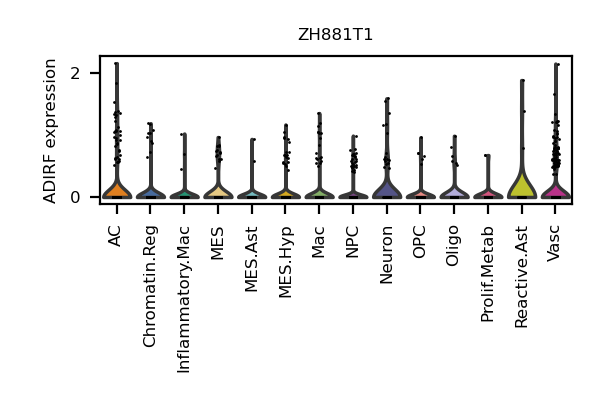 ZH881T1
ADIRF expression
2
0
AC
Chromatin.Reg
Inflammatory.Mac
MES
MES.Ast
MES.Hyp
Mac
NPC
Neuron
OPC
Oligo
Prolif.Metab
Reactive.Ast
Vasc